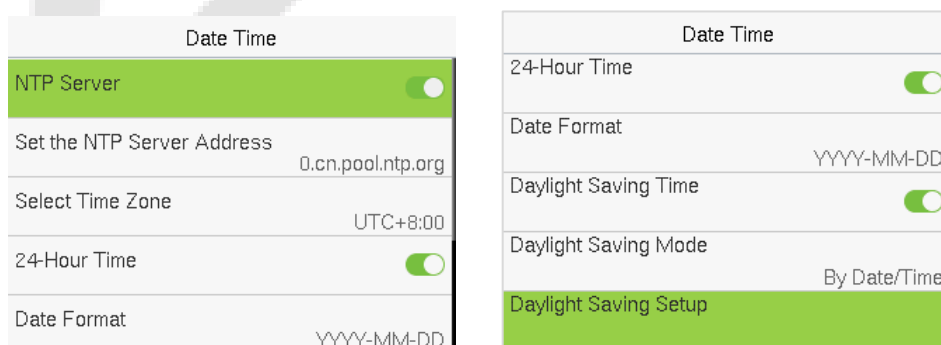 Date Time
NTP Server
Set the NTP Server Address
0.cn.pool.ntp.org
Select Time Zone
UTC+8:00
24-Hour Time
Date Format
YYYY-MM-DD
Date Time
24-Hour Time
Date Format
YYYY-MM-DD
Daylight Saving Time
Daylight Saving Mode
By Date/Time
Daylight Saving Setup